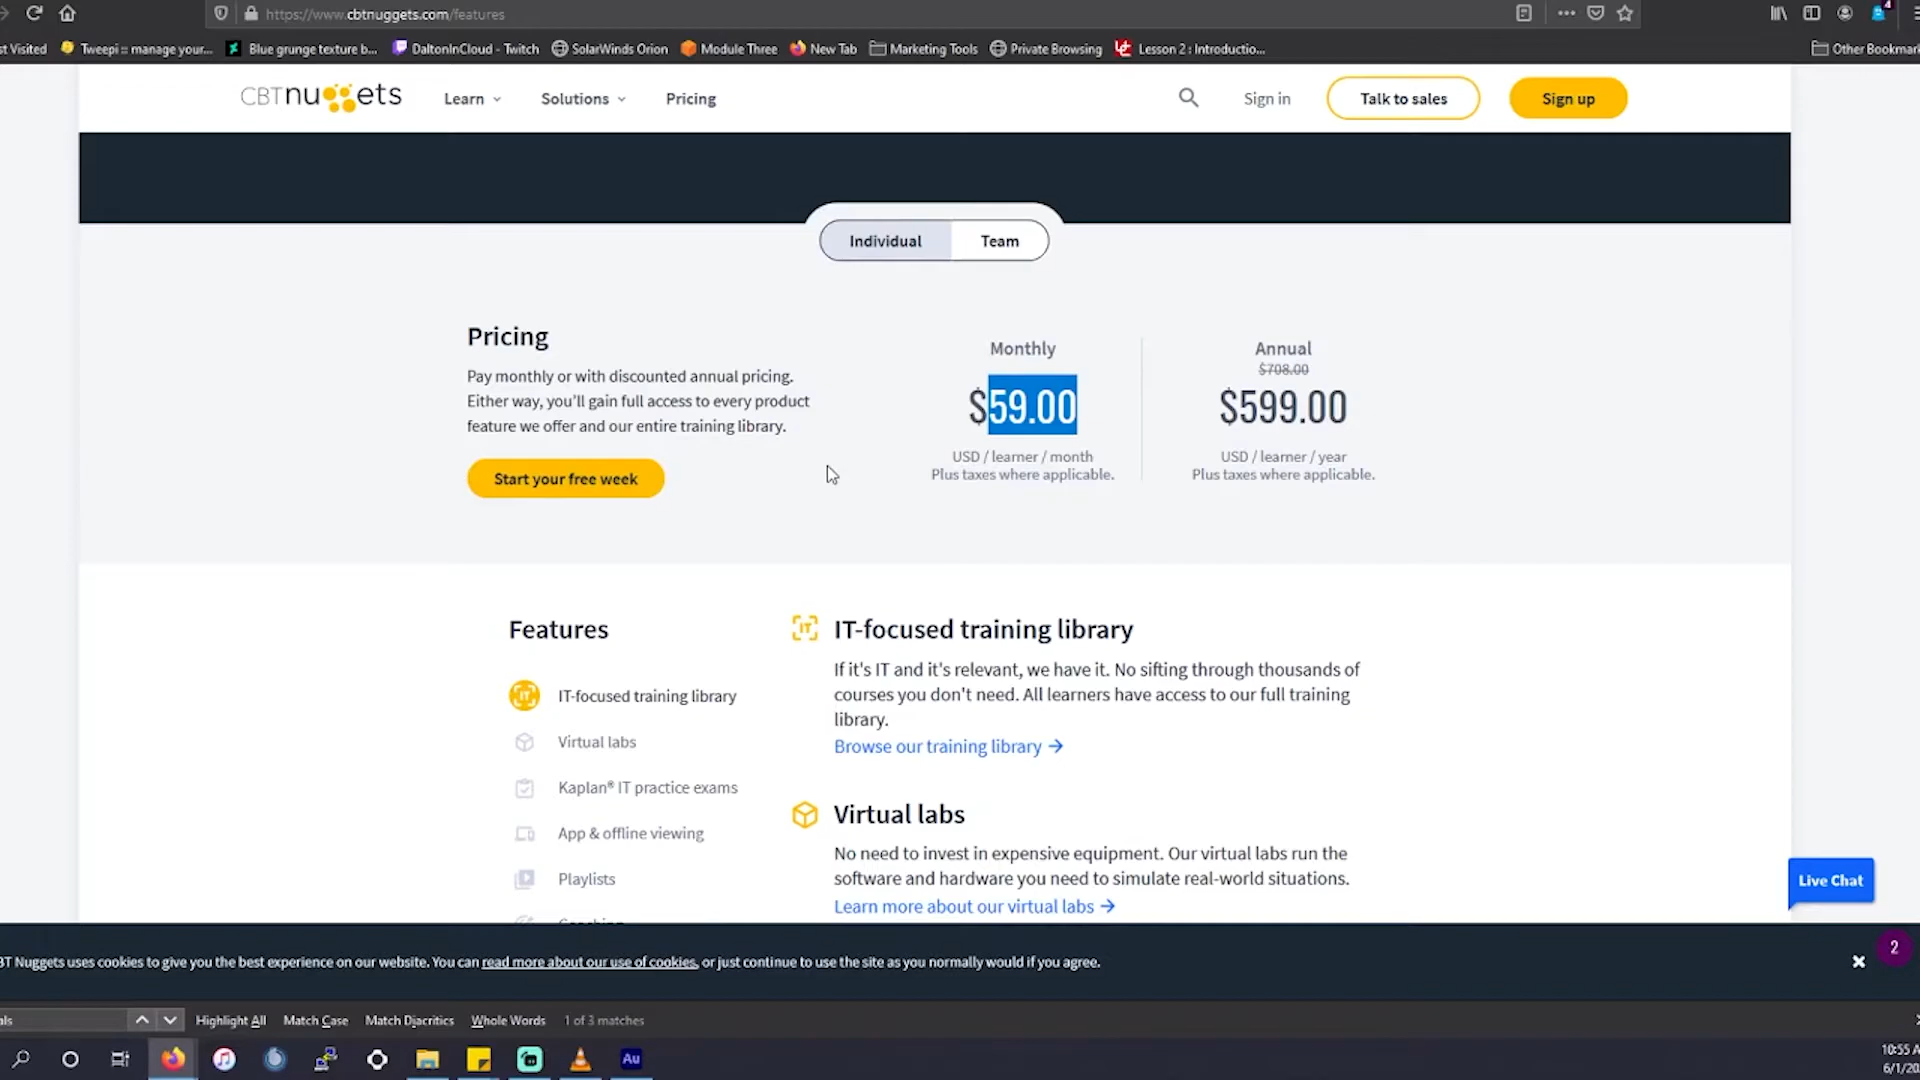 https://www.cbtnuggets.com/features
st Visited
Tweepi :: manage your...
Blue grunge texture b...
DaltonInCloud - Twitch
SolarWinds Orion
Module Three
New Tab
Marketing Tools
Private Browsing
Lesson 2 : Introductio...
Other Bookmark
CBTnuggets
Learn
Solutions
Pricing
Sign in
Talk to sales
Sign up
Individual
Team
Pricing
Pay monthly or with discounted annual pricing.
Either way, you'll gain full access to every product
feature we offer and our entire training library.
Start your free week
Monthly
$59.00
USD / learner / month
Plus taxes where applicable.
Annual
$708.00
$599.00
USD / learner / year
Plus taxes where applicable.
Features
IT-focused training library
Virtual labs
Kaplan® IT practice exams
App & offline viewing
Playlists
Coaching
IT
IT-focused training library
If it's IT and it's relevant, we have it. No sifting through thousands of
courses you don't need. All learners have access to our full training
library.
Browse our training library →
Virtual labs
No need to invest in expensive equipment. Our virtual labs run the
software and hardware you need to simulate real-world situations.
Learn more about our virtual labs →
Live Chat
BT Nuggets uses cookies to give you the best experience on our website. You can read more about our use of cookies, or just continue to use the site as you normally would if you agree.
2
als
Highlight All
Match Case
Match Diacritics
Whole Words
1 of 3 matches
Au
10:55 A
6/1/20